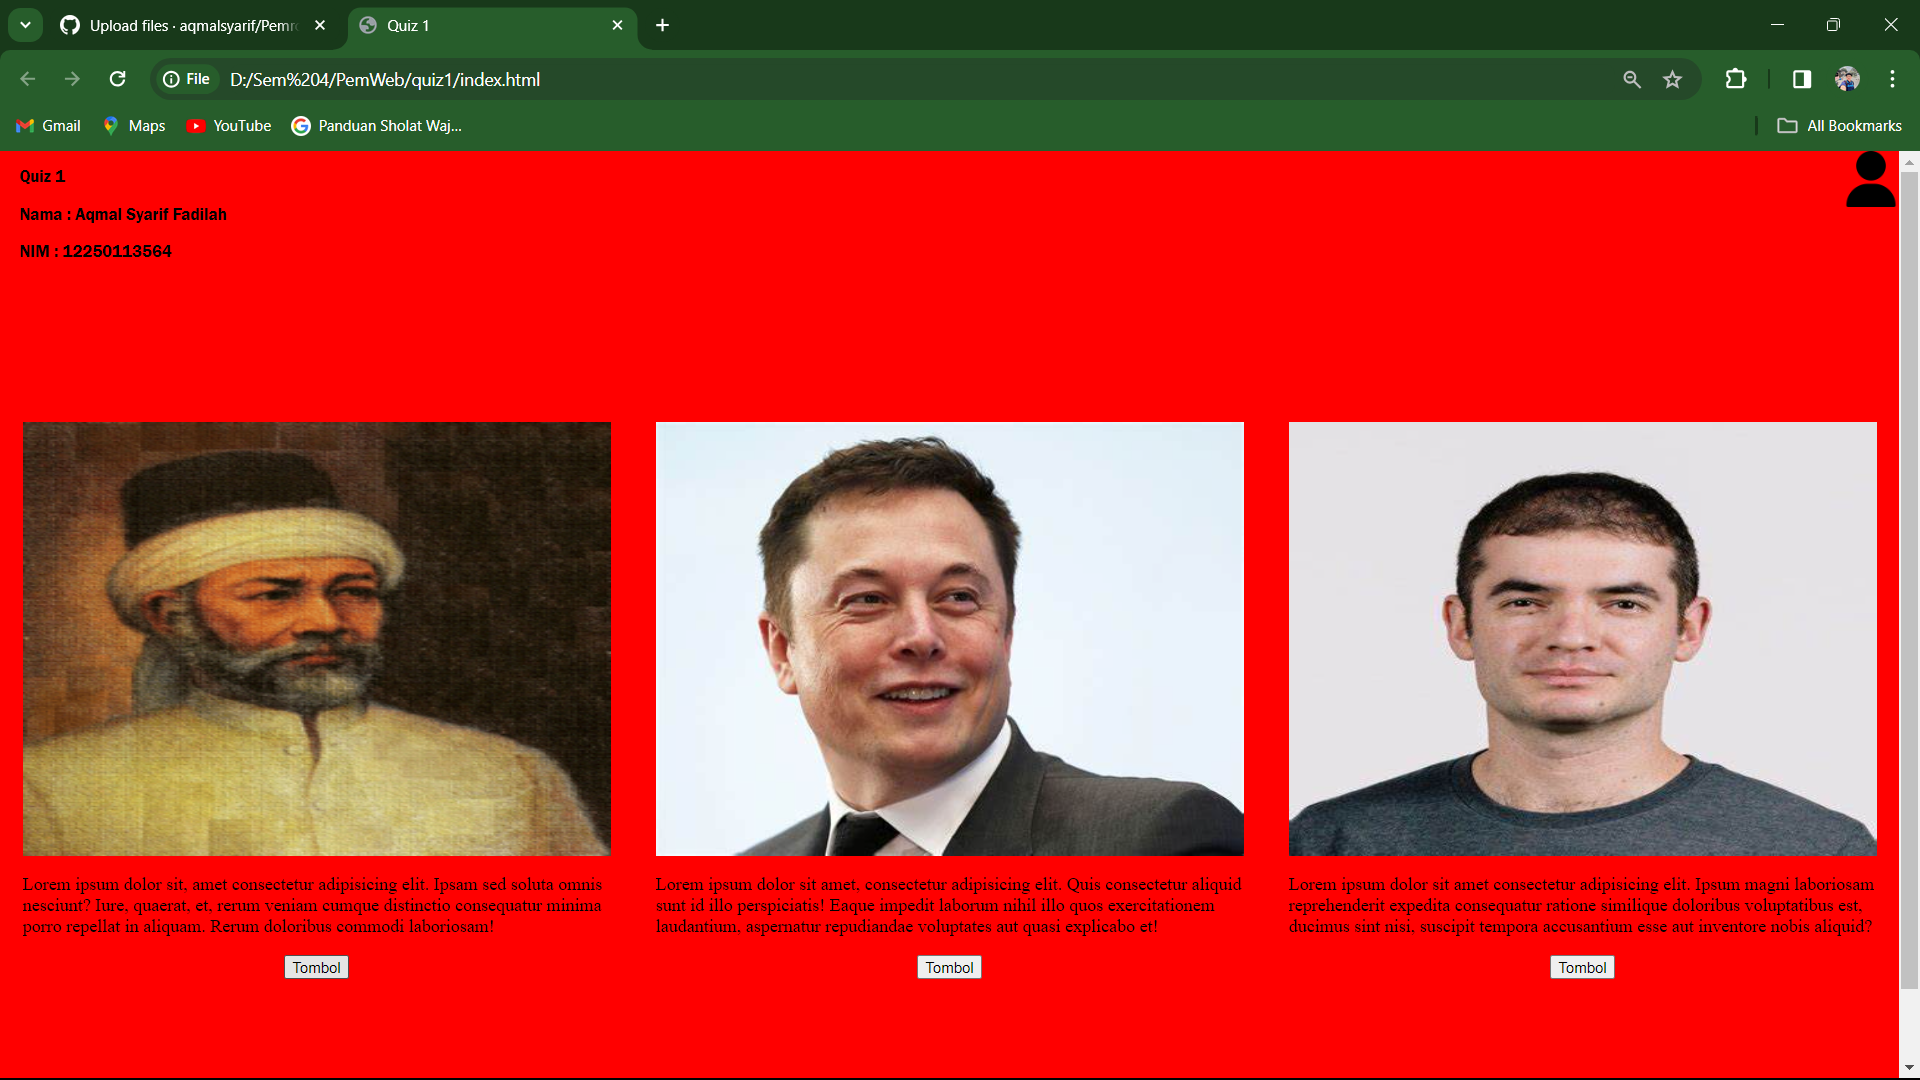 Upload files · aqmalsyarif/Pemro
Quiz 1
File
D:/Sem%204/PemWeb/quiz1/index.html
Gmail
Maps
YouTube
Panduan Sholat Waj...
All Bookmarks
Quiz 1
Nama : Aqmal Syarif Fadilah
NIM : 12250113564
Lorem ipsum dolor sit, amet consectetur adipisicing elit. Ipsam sed soluta omnis
nesciunt? Iure, quaerat, et, rerum veniam cumque distinctio consequatur minima
porro repellat in aliquam. Rerum doloribus commodi laboriosam!
Tombol
Lorem ipsum dolor sit amet, consectetur adipisicing elit. Quis consectetur aliquid
sunt id illo perspiciatis! Eaque impedit laborum nihil illo quos exercitationem
laudantium, aspernatur repudiandae voluptates aut quasi explicabo et!
Tombol
Lorem ipsum dolor sit amet consectetur adipisicing elit. Ipsum magni laboriosam
reprehenderit expedita consequatur ratione similique doloribus voluptatibus est,
ducimus sint nisi, suscipit tempora accusantium esse aut inventore nobis aliquid?
Tombol